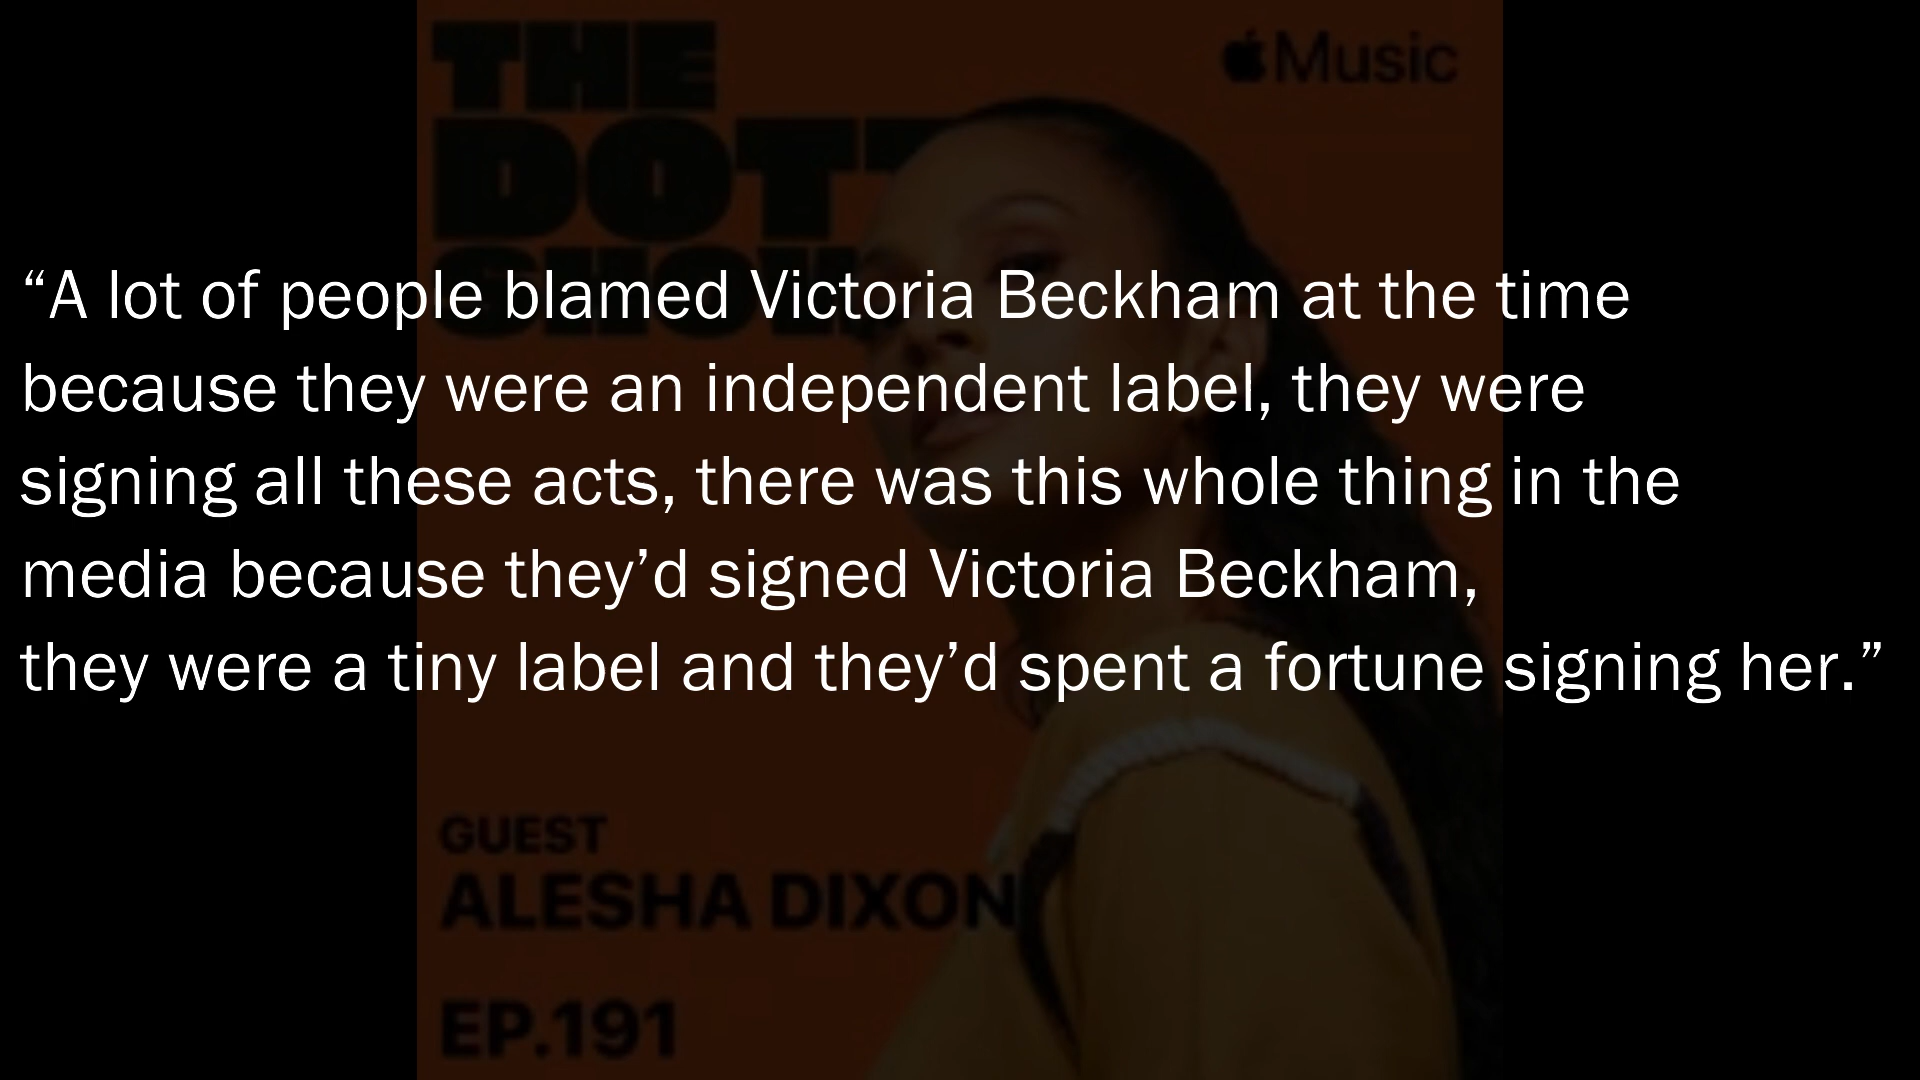 THE
DOTT
SHOW
Music
“A lot of people blamed Victoria Beckham at the time
because they were an independent label, they were
signing all these acts, there was this whole thing in the
media because they’d signed Victoria Beckham,
they were a tiny label and they’d spent a fortune signing her.”
GUEST
ALESHA DIXON
EP.191